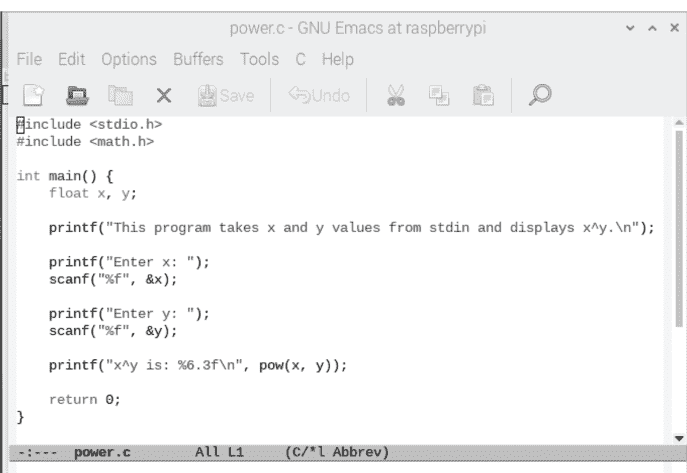 power.c - GNU Emacs at raspberrypi
File Edit Options Buffers Tools C Help
Save Undo
#include <stdio.h>
#include <math.h>
int main() {
    float x, y;
    printf("This program takes x and y values from stdin and displays x^y.\n");
    printf("Enter x: ");
    scanf("%f", &x);
    printf("Enter y: ");
    scanf("%f", &y);
    printf("x^y is: %6.3f\n", pow(x, y));
    return 0;
}
-:--- power.c All L1 (C/*l Abbrev)